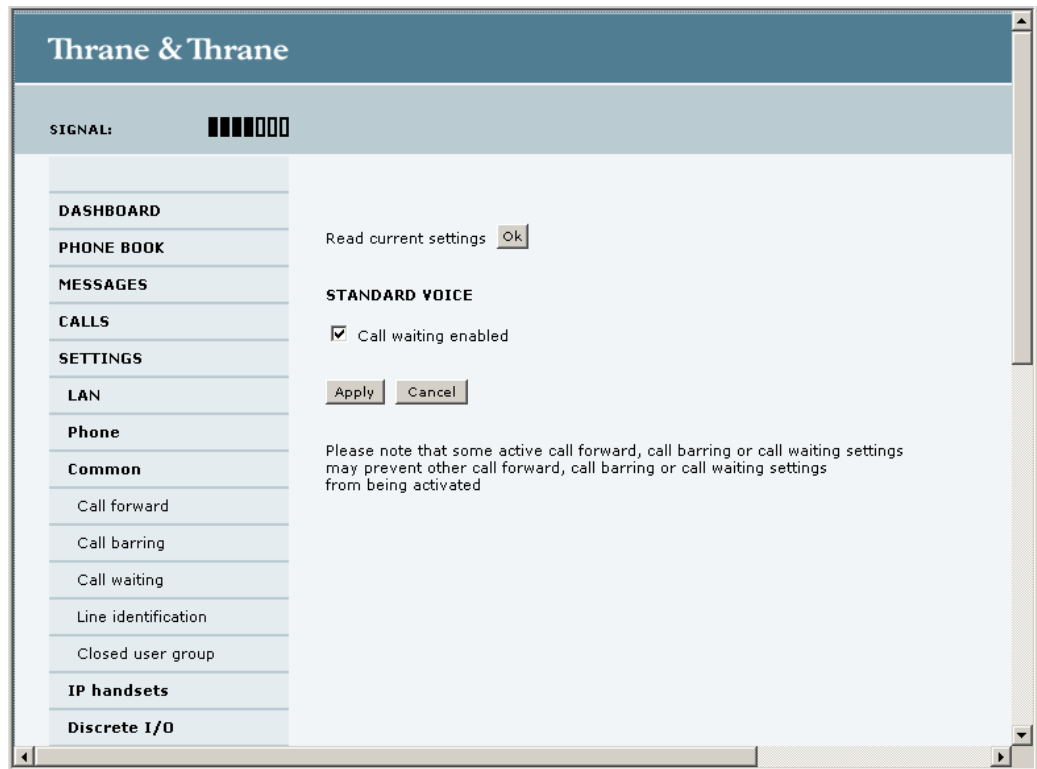 Thrane & Thrane
SIGNAL:
DASHBOARD
PHONE BOOK
MESSAGES
CALLS
SETTINGS
LAN
Phone
Common
Call forward
Call barring
Call waiting
Line identification
Closed user group
IP handsets
Discrete I/O
Read current settings Ok
STANDARD VOICE
Call waiting enabled
Apply Cancel
Please note that some active call forward, call barring or call waiting settings
may prevent other call forward, call barring or call waiting settings
from being activated